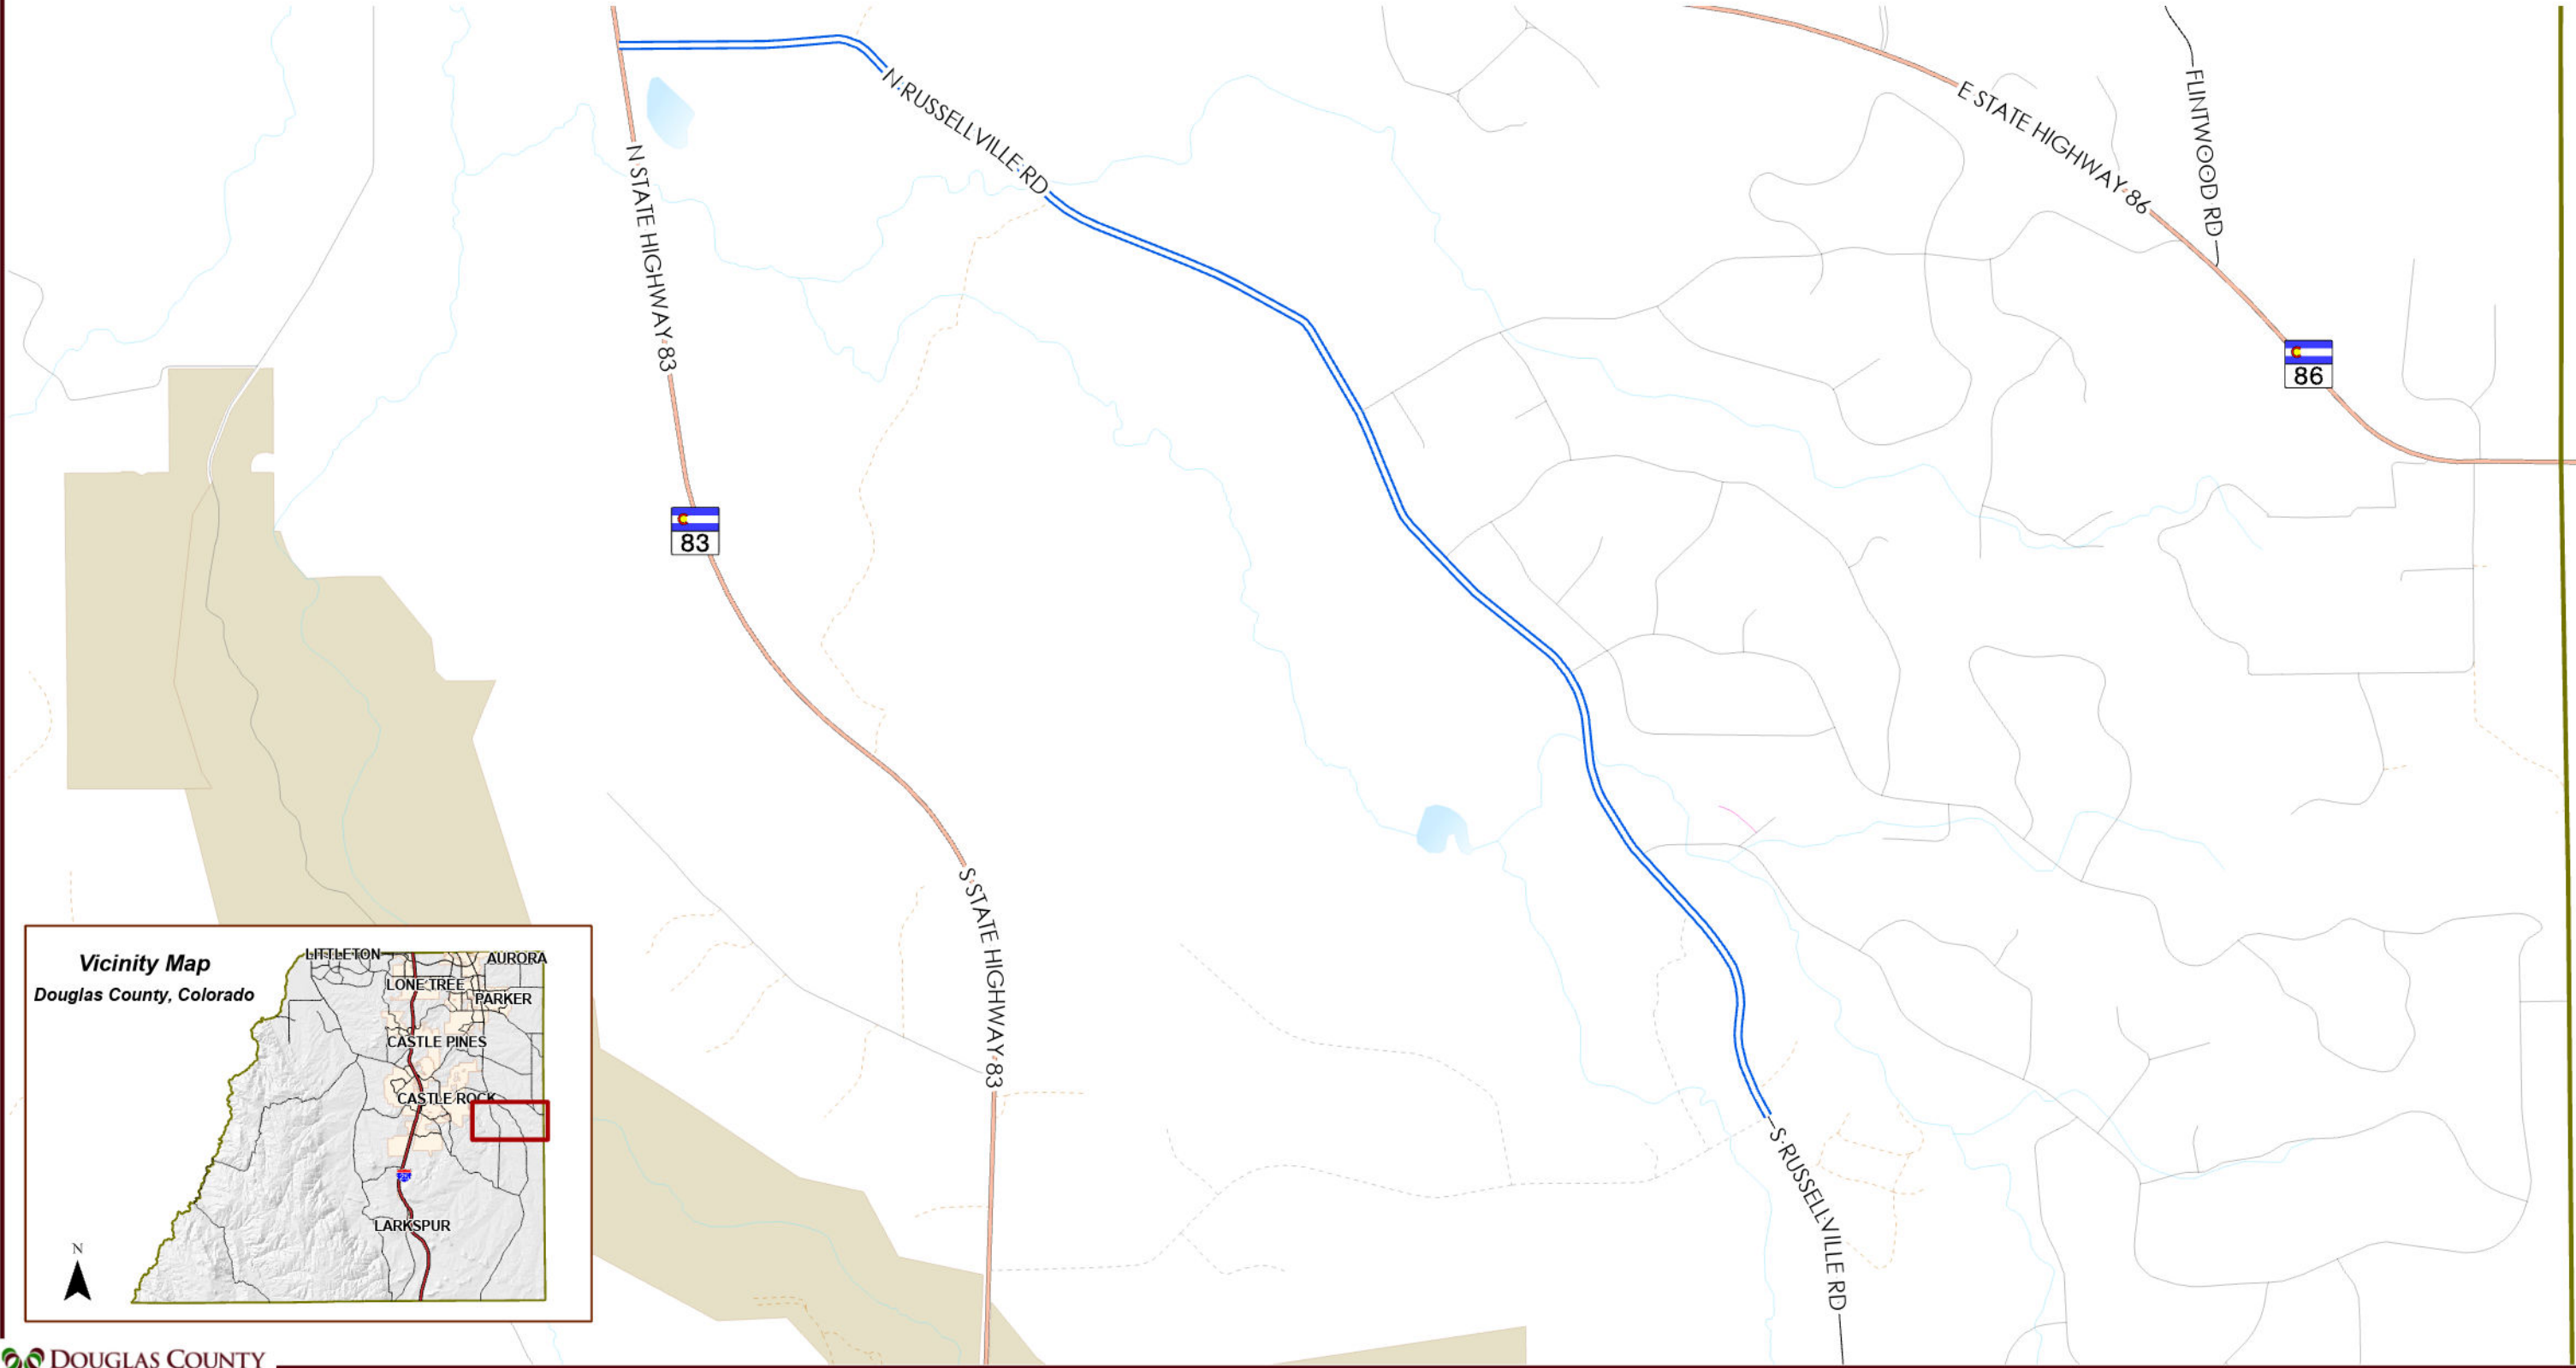 N RUSSELLVILLE RD
E STATE HIGHWAY 86
FLINTWOOD RD
N STATE HIGHWAY 83
86
83
S STATE HIGHWAY 83
S RUSSELLVILLE RD
Vicinity Map
Douglas County, Colorado
LITTLETON
AURORA
LONE TREE
PARKER
CASTLE PINES
CASTLE ROCK
LARKSPUR
N
DOUGLAS COUNTY